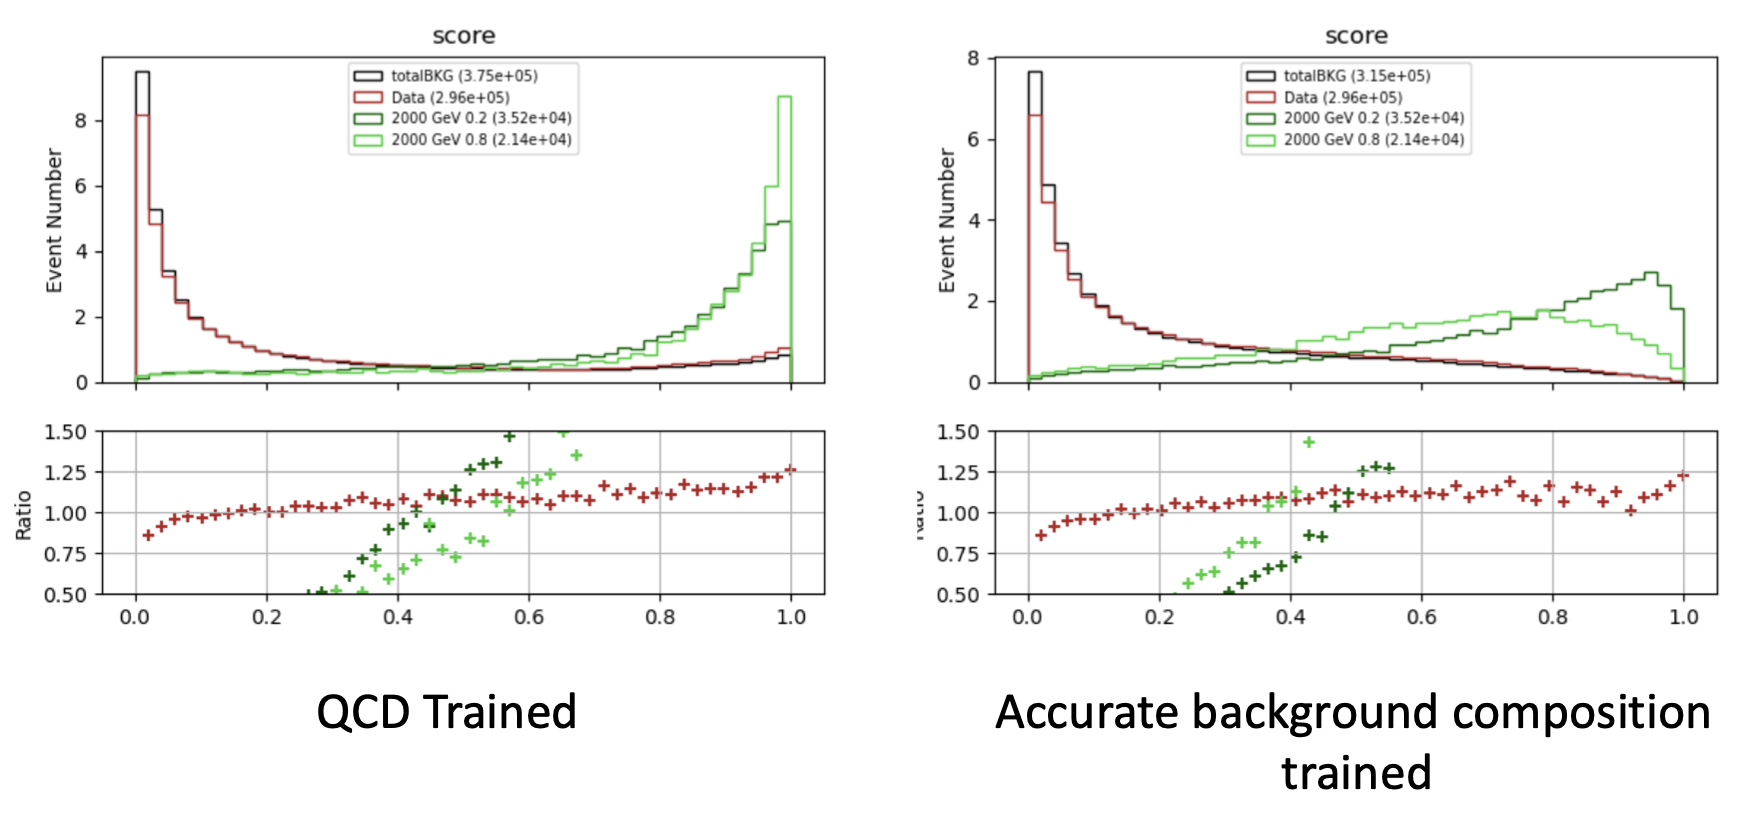 score
totalBKG (3.75e+05)
Data (2.96e+05)
2000 GeV 0.2 (3.52e+04)
2000 GeV 0.8 (2.14e+04)
Event Number
8
6
4
2
0
Ratio
1.50
1.25
1.00
0.75
0.50
0.0 0.2 0.4 0.6 0.8 1.0
QCD Trained
score
totalBKG (3.15e+05)
Data (2.96e+05)
2000 GeV 0.2 (3.52e+04)
2000 GeV 0.8 (2.14e+04)
Event Number
8
6
4
2
0
Ratio
1.50
1.25
1.00
0.75
0.50
0.0 0.2 0.4 0.6 0.8 1.0
Accurate background composition
trained